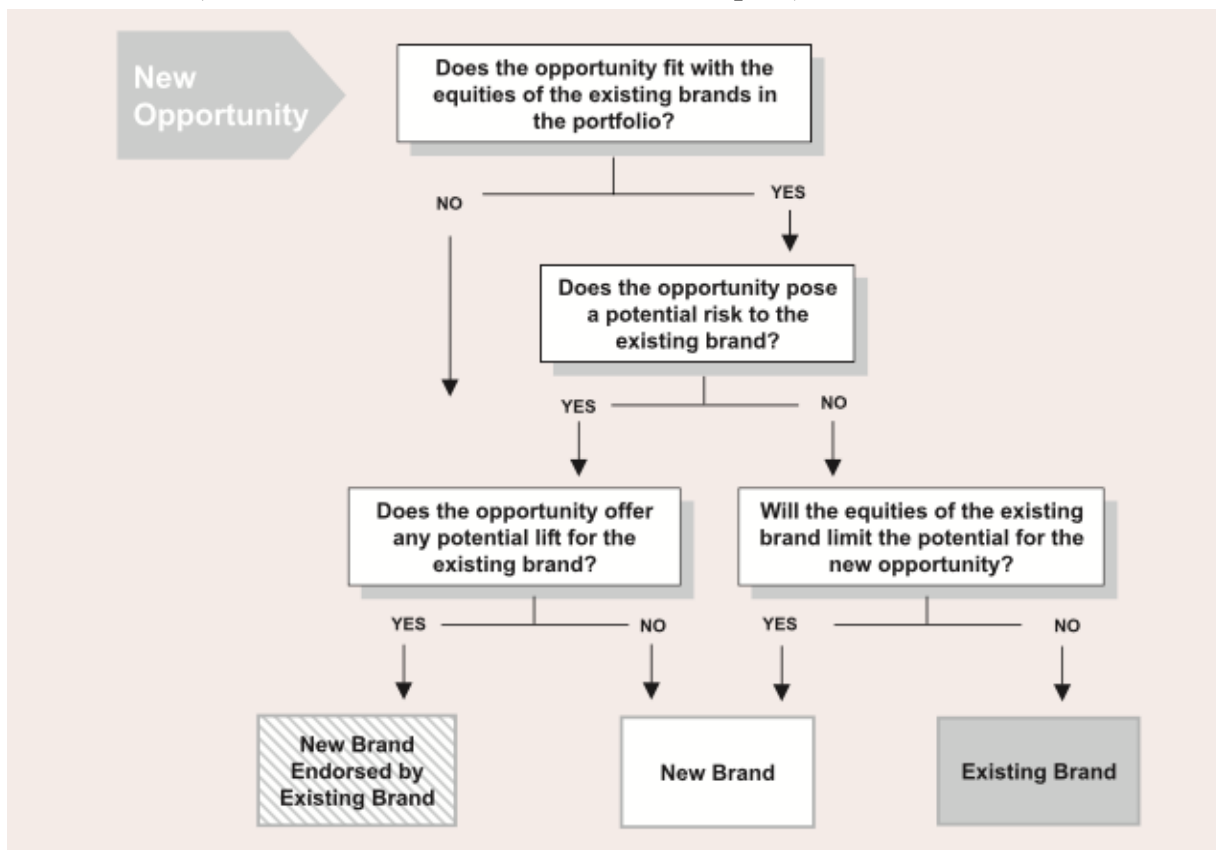 New
Opportunity
Does the opportunity fit with the
equities of the existing brands in
the portfolio?
NO
YES
Does the opportunity pose
a potential risk to the
existing brand?
YES
NO
Does the opportunity offer
any potential lift for the
existing brand?
Will the equities of the existing
brand limit the potential for the
new opportunity?
YES
NO
YES
NO
New Brand
Endorsed by
Existing Brand
New Brand
Existing Brand